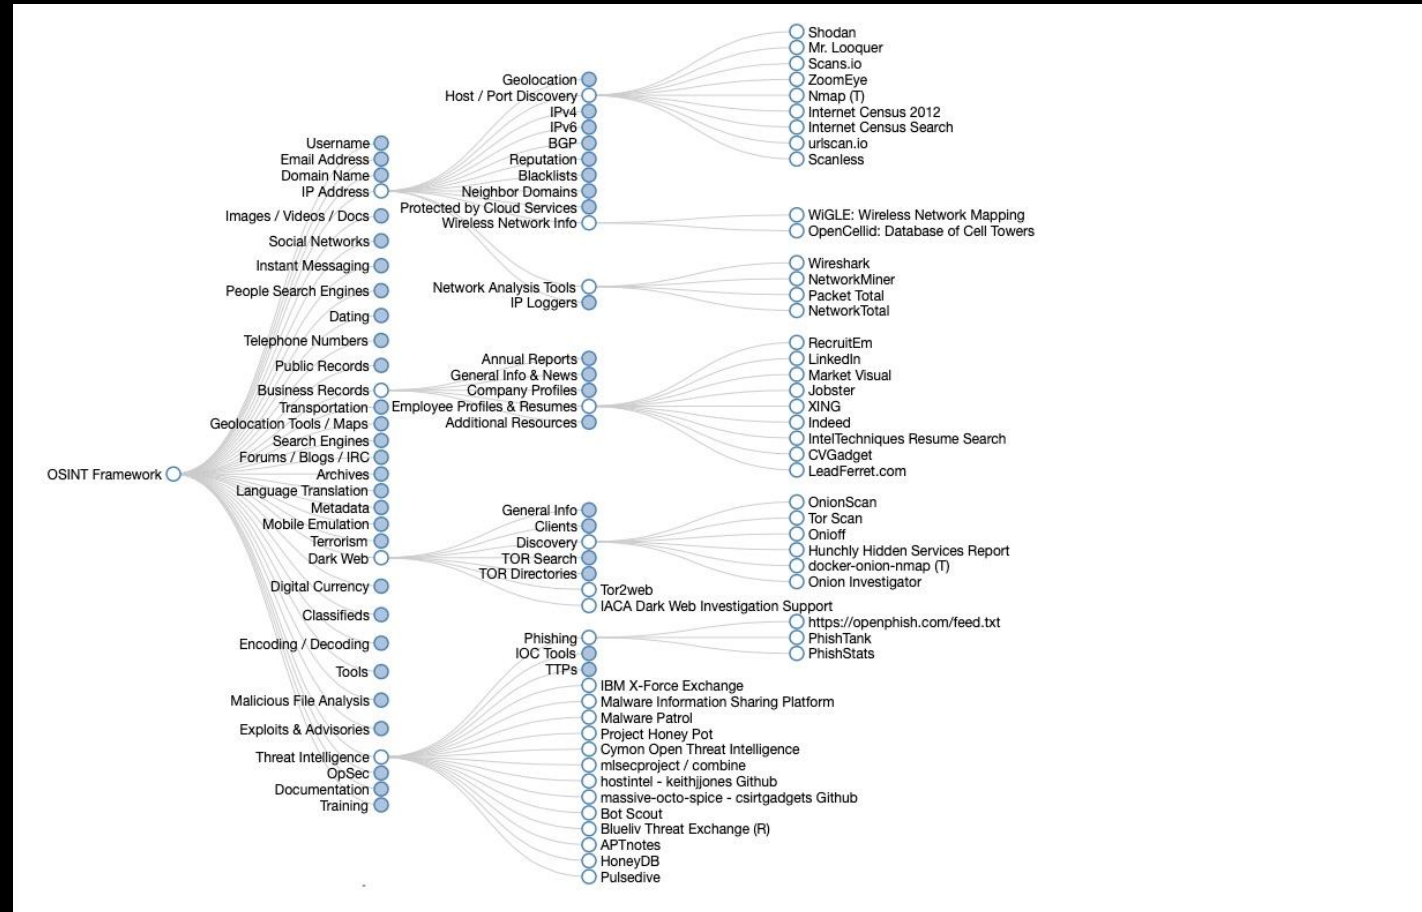 OSINT Framework
Username
Email Address
Domain Name
IP Address
Images / Videos / Docs
Social Networks
Instant Messaging
People Search Engines
Dating
Telephone Numbers
Public Records
Business Records
Transportation
Geolocation Tools / Maps
Search Engines
Forums / Blogs / IRC
Archives
Language Translation
Metadata
Mobile Emulation
Terrorism
Dark Web
Digital Currency
Classifieds
Encoding / Decoding
Tools
Malicious File Analysis
Exploits & Advisories
Threat Intelligence
OpSec
Documentation
Training
Geolocation
Host / Port Discovery
IPv4
IPv6
BGP
Reputation
Blacklists
Neighbor Domains
Protected by Cloud Services
Wireless Network Info
Network Analysis Tools
IP Loggers
Annual Reports
General Info & News
Company Profiles
Employee Profiles & Resumes
Additional Resources
General Info
Clients
Discovery
TOR Search
TOR Directories
Tor2web
IACA Dark Web Investigation Support
Phishing
IOC Tools
TTPs
IBM X-Force Exchange
Malware Information Sharing Platform
Malware Patrol
Project Honey Pot
Cymon Open Threat Intelligence
mlsecproject / combine
hostintel - keithjjones Github
massive-octo-spice - csirtgadgets Github
Bot Scout
Blueliv Threat Exchange (R)
APTnotes
HoneyDB
Pulsedive
Shodan
Mr. Looquer
Scans.io
ZoomEye
Nmap (T)
Internet Census 2012
Internet Census Search
urlscan.io
Scanless
WiGLE: Wireless Network Mapping
OpenCellid: Database of Cell Towers
Wireshark
NetworkMiner
Packet Total
NetworkTotal
RecruitEm
LinkedIn
Market Visual
Jobster
XING
Indeed
IntelTechniques Resume Search
CVGadget
LeadFerret.com
OnionScan
Tor Scan
Onioff
Hunchly Hidden Services Report
docker-onion-nmap (T)
Onion Investigator
https://openphish.com/feed.txt
PhishTank
PhishStats